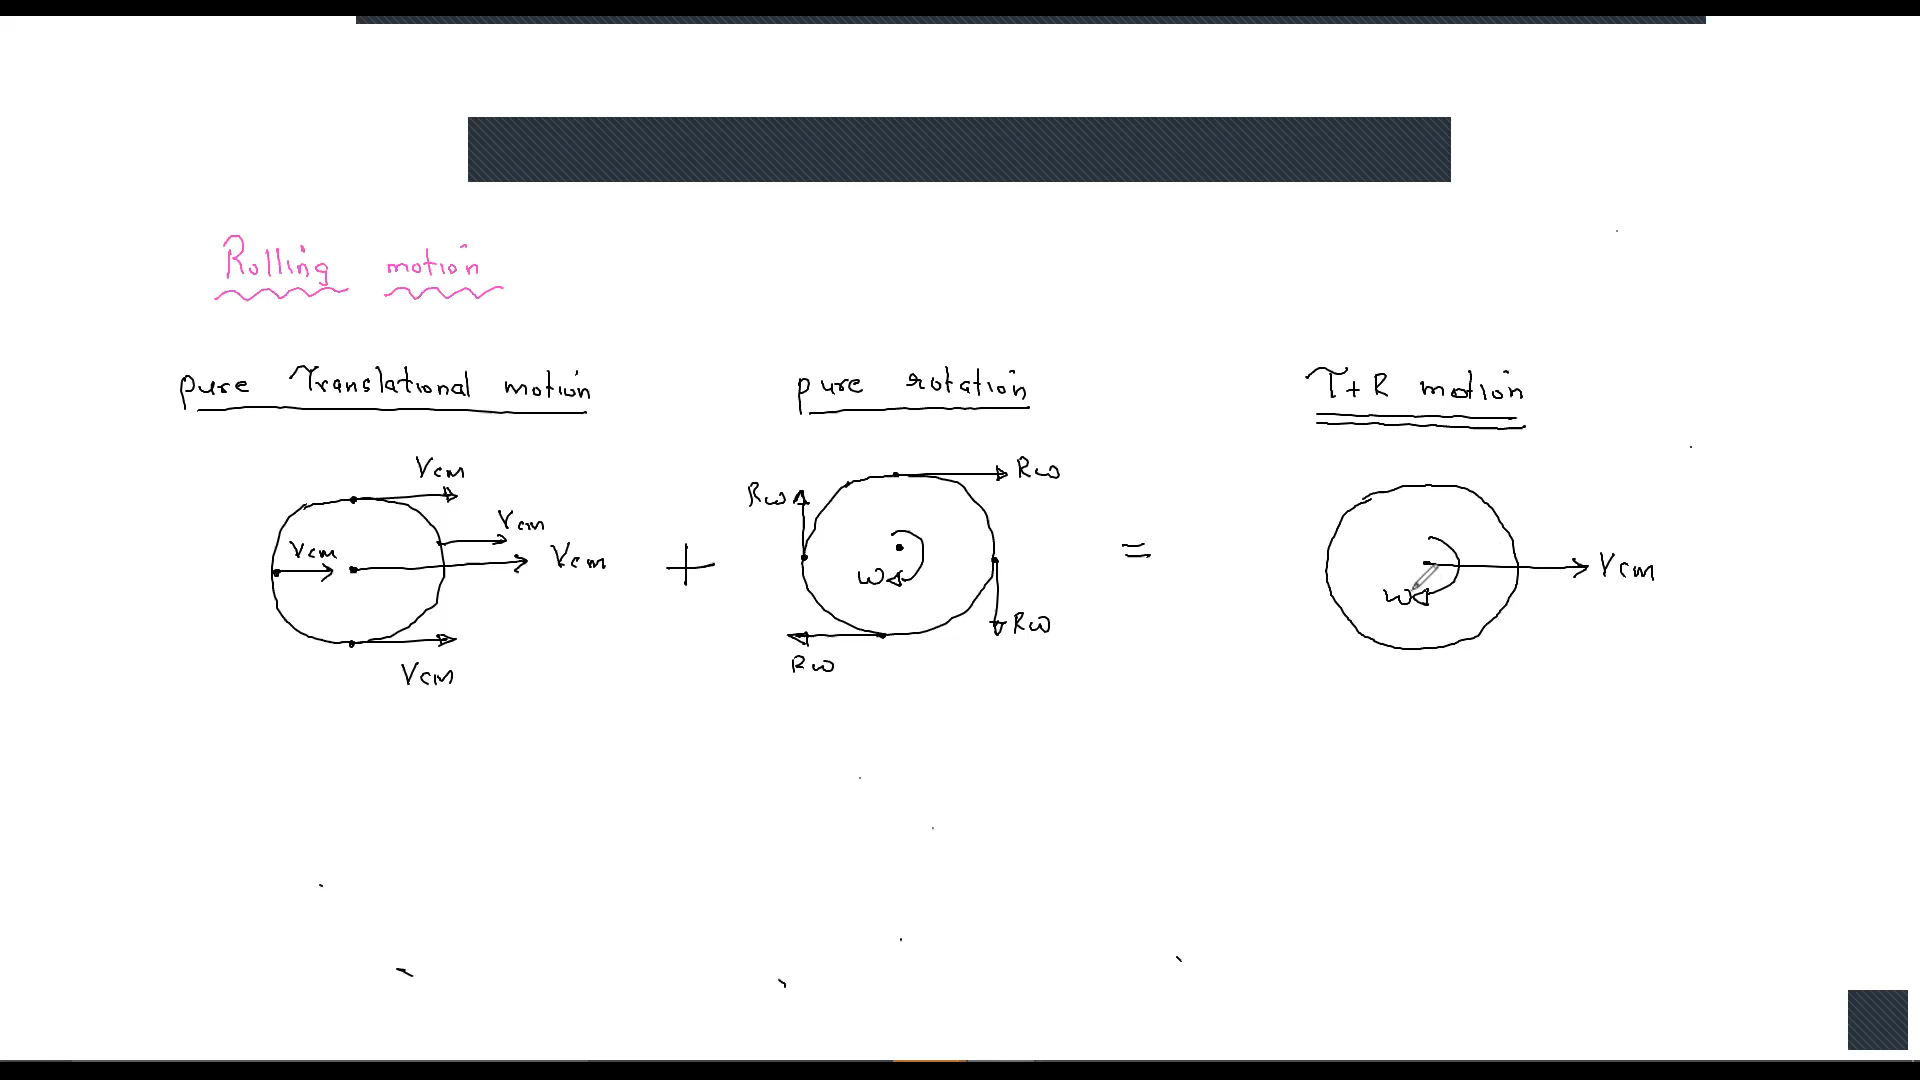 Rolling motion
pure Translational motion
pure rotation
T+R motion
Vcm
Vcm
Vcm
Vcm
Vcm
+
Rω
Rω
ω
Rω
Rω
=
Vcm
ω